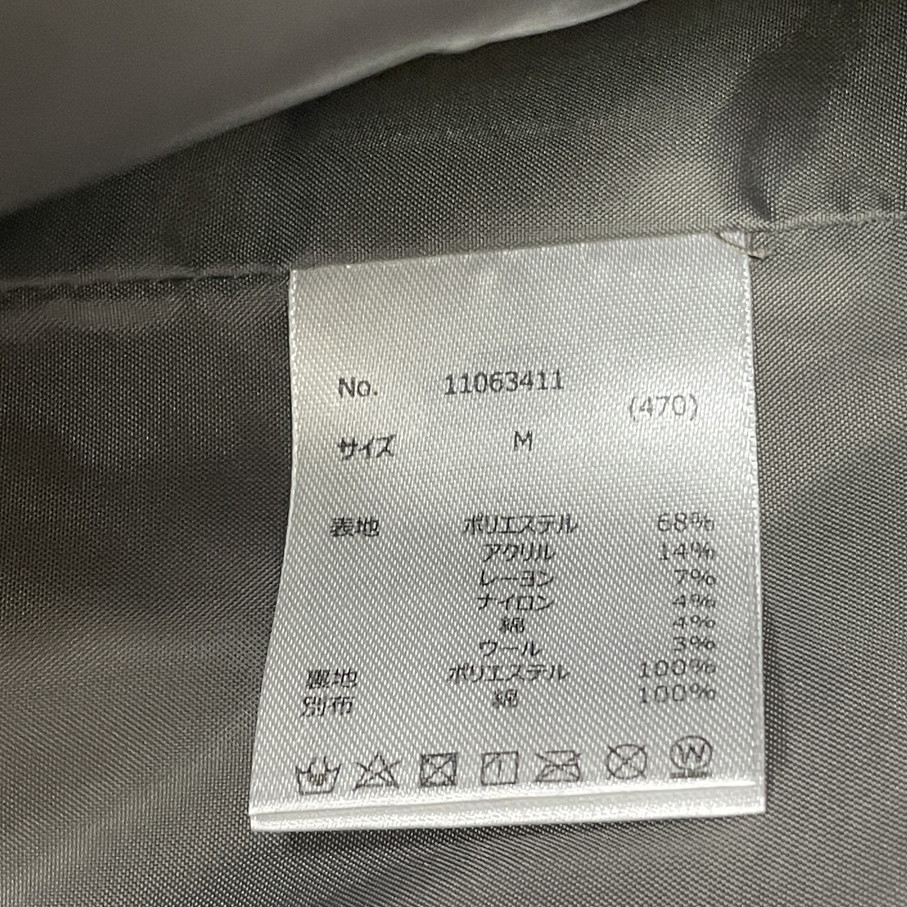 No. 11063411
(470)
サイズ M
表地 ポリエステル 68%
アクリル 14%
レーヨン 7%
ナイロン 4%
綿 4%
ウール 3%
裏地 ポリエステル 100%
別布 綿 100%
W